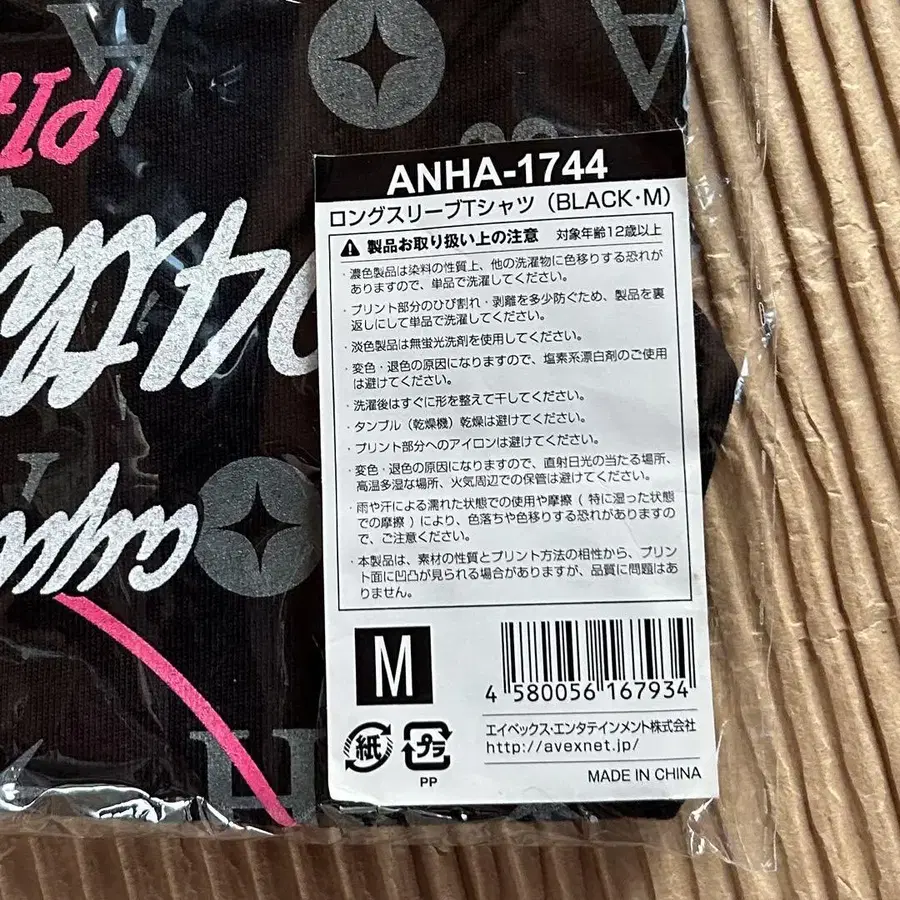 ANHA-1744
ロングスリーブTシャツ（BLACK・M）
製品お取り扱い上の注意 対象年齢12歳以上
・濃色製品は染料の性質上、他の洗濯物に色移りする恐れが
ありますので、単品で洗濯してください。
・プリント部分のひび割れ・剥離を多少防ぐため、製品を裏
返しにして単品で洗濯してください。
・淡色製品は無蛍光洗剤を使用してください。
・変色・退色の原因になりますので、塩素系漂白剤のご使用
は避けてください。
・洗濯後はすぐに形を整えて干してください。
・タンブル（乾燥機）乾燥は避けてください。
・プリント部分へのアイロンは避けてください。
・変色・退色の原因になりますので、直射日光の当たる場所、
高温多湿な場所、火気周辺での保管は避けてください。
・雨や汗による濡れた状態での使用や摩擦（特に湿った状態
での摩擦）により、色落ちや色移りする恐れがありますの
で、ご注意ください。
・本製品は、素材の性質とプリント方法の相性から、プリン
ト面に凹凸が見られる場合がありますが、品質に問題はあ
りません。
M
4 580056 167934
紙 プラ
PP
エイベックス・エンタテインメント株式会社
http://avexnet.jp/
MADE IN CHINA